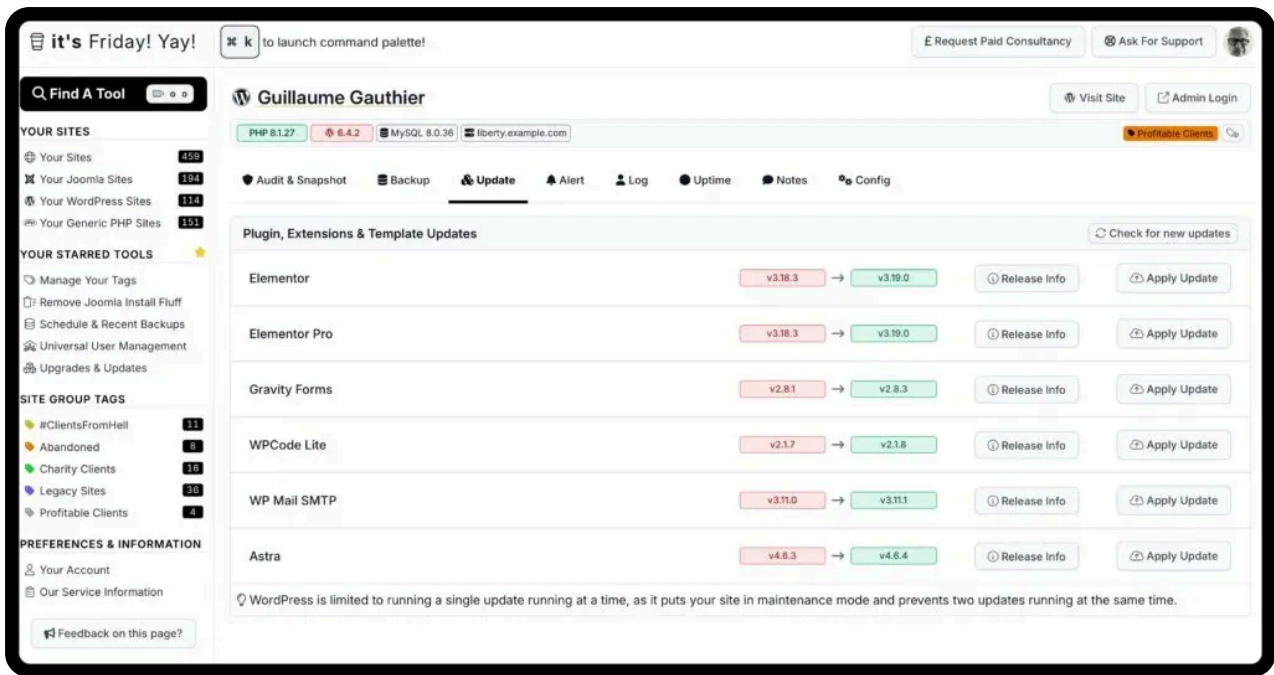 it's Friday! Yay!
⌘ k to launch command palette!
£ Request Paid Consultancy
Ask For Support
Find A Tool
YOUR SITES
Your Sites 459
Your Joomla Sites 194
Your WordPress Sites 114
Your Generic PHP Sites 151
YOUR STARRED TOOLS
Manage Your Tags
Remove Joomla Install Fluff
Schedule & Recent Backups
Universal User Management
Upgrades & Updates
SITE GROUP TAGS
#ClientsFromHell 11
Abandoned 8
Charity Clients 16
Legacy Sites 36
Profitable Clients 4
PREFERENCES & INFORMATION
Your Account
Our Service Information
Feedback on this page?
Guillaume Gauthier
Visit Site
Admin Login
PHP 8.1.27
6.4.2
MySQL 8.0.36
liberty.example.com
Profitable Clients
Audit & Snapshot
Backup
Update
Alert
Log
Uptime
Notes
Config
Plugin, Extensions & Template Updates
Check for new updates
Elementor v3.18.3 → v3.19.0 Release Info Apply Update
Elementor Pro v3.18.3 → v3.19.0 Release Info Apply Update
Gravity Forms v2.8.1 → v2.8.3 Release Info Apply Update
WPCode Lite v2.1.7 → v2.1.8 Release Info Apply Update
WP Mail SMTP v3.11.0 → v3.11.1 Release Info Apply Update
Astra v4.6.3 → v4.6.4 Release Info Apply Update
WordPress is limited to running a single update running at a time, as it puts your site in maintenance mode and prevents two updates running at the same time.